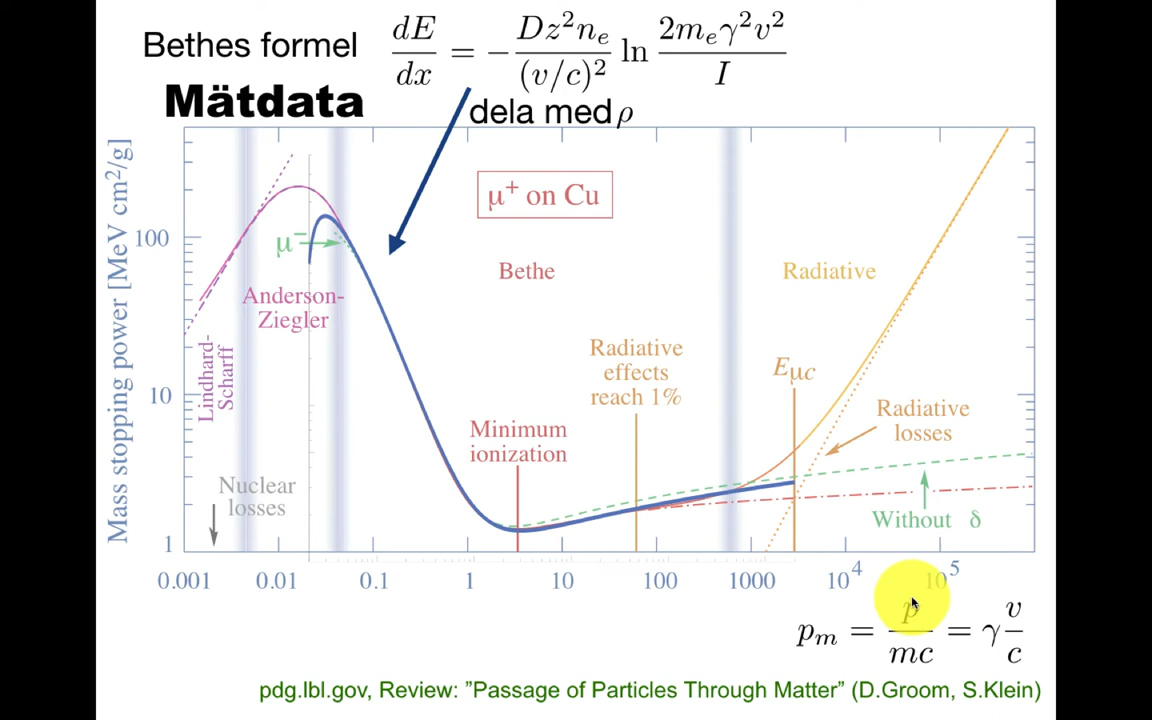 Bethes formel dE/dx = − Dz²nₑ/(v/c)² ln 2mₑγ²v²/I
Mätdata
dela med ρ
Mass stopping power [MeV cm²/g]
μ⁺ on Cu
100
10
1
μ⁻
Bethe
Radiative
Anderson-
Ziegler
Lindhard-
Scharff
Radiative
effects
reach 1%
Eμc
Radiative
losses
Minimum
ionization
Nuclear
losses
Without δ
0.001 0.01 0.1 1 10 100 1000 10⁴ 10⁵
pₘ = p/mc = γ v/c
pdg.lbl.gov, Review: ”Passage of Particles Through Matter” (D.Groom, S.Klein)